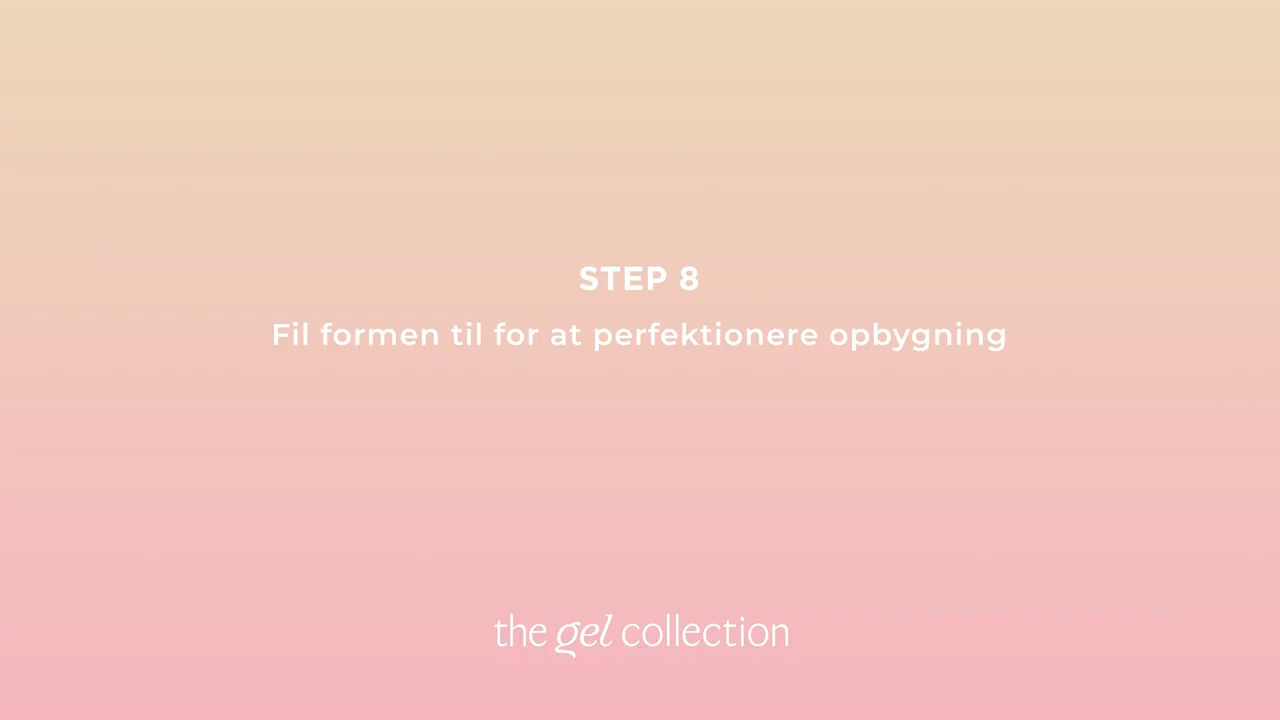 STEP 8
Fil formen til for at perfektionere opbygning
the gel collection